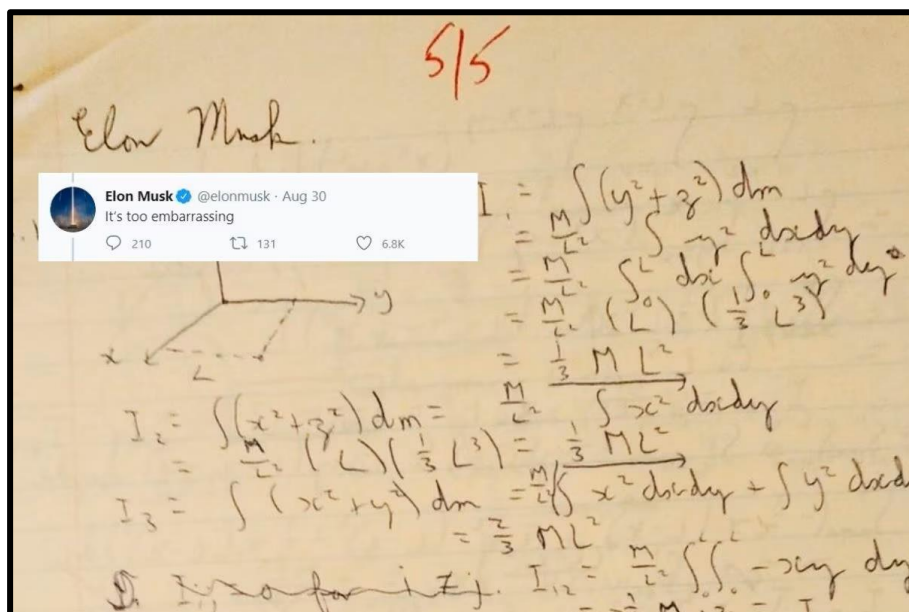 5/5
Elon Musk.
Elon Musk @elonmusk · Aug 30
It's too embarrassing
210 131 6.8K
I₁ = ∫(y² + z²) dm
= M/L² ∫ y² dxdy
= M/L² ∫₀ᴸ dx ∫₀ᴸ y² dy
= M/L² (L) (1/3 L³)
= 1/3 ML²
y
x
L
I₂ = ∫(x² + z²) dm = M/L² ∫ x² dxdy
= M/L² (L)(1/3 L³) = 1/3 ML²
I₃ = ∫(x² + y²) dm = M/L² ∫ x² dxdy + ∫ y² dxd
= 2/3 ML²
I₁₂ = M/L² ∫₀ᴸ∫₀ᴸ -xy dy